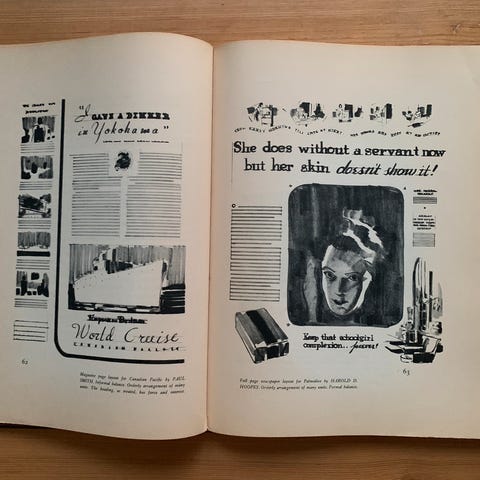 "I
GAVE A DINNER
in Yokohama"
Empress Britain
World Cruise
CANADIAN
62
Magazine page layout for Canadian Pacific by PAUL
SMITH. Informal balance. Orderly arrangement of many
units. The heading, as treated, has force and interest.
She does without a servant now
but her skin doesn't show it!
Keep that schoolgirl
complexion... forever!
63
Full page newspaper layout for Palmolive by HAROLD D.
HOOPES. Orderly arrangement of many units. Formal balance.